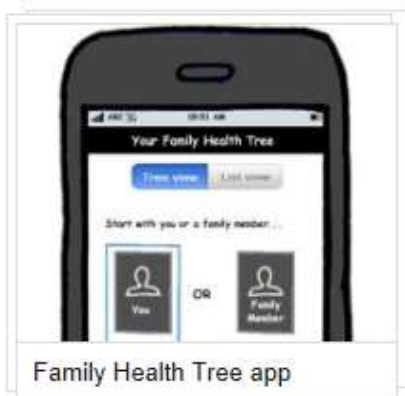 Your Family Health Tree
Tree view List view
Start with you or a family member...
You
OR
Family
Member
Family Health Tree app